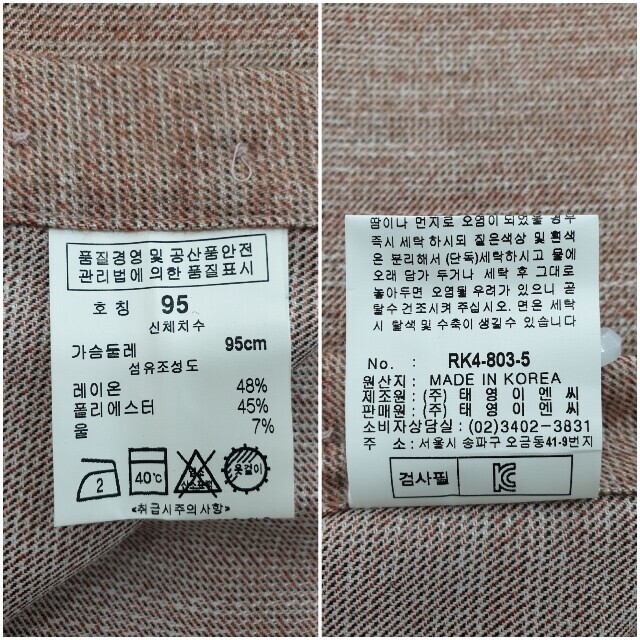 품질경영 및 공산품안전
관리법에 의한 품질표시
호 칭 95
신체치수
가슴둘레 95cm
섬유조성도
레이온 48%
폴리에스터 45%
울 7%
2
40℃
옷걸이
<취급시주의사항>
땀이나 먼지로 오염이 되었을 경우
즉시 세탁 하시되 짙은색상 및 흰색
은 분리해서 (단독)세탁하시고 물에
오래 담가 두거나 세탁 후 그대로
놓아두면 오염될 우려가 있으니 곧
탈수 건조시켜 주십시오. 면은 세탁
시 탈색 및 수축이 생길수 있습니다
No. : RK4-803-5
원산지 : MADE IN KOREA
제조원 : (주) 태영이엔씨
판매원 : (주) 태영이엔씨
소비자상담실 : (02)3402-3831
주 소 : 서울시 송파구 오금동41-9번지
검사필 KC